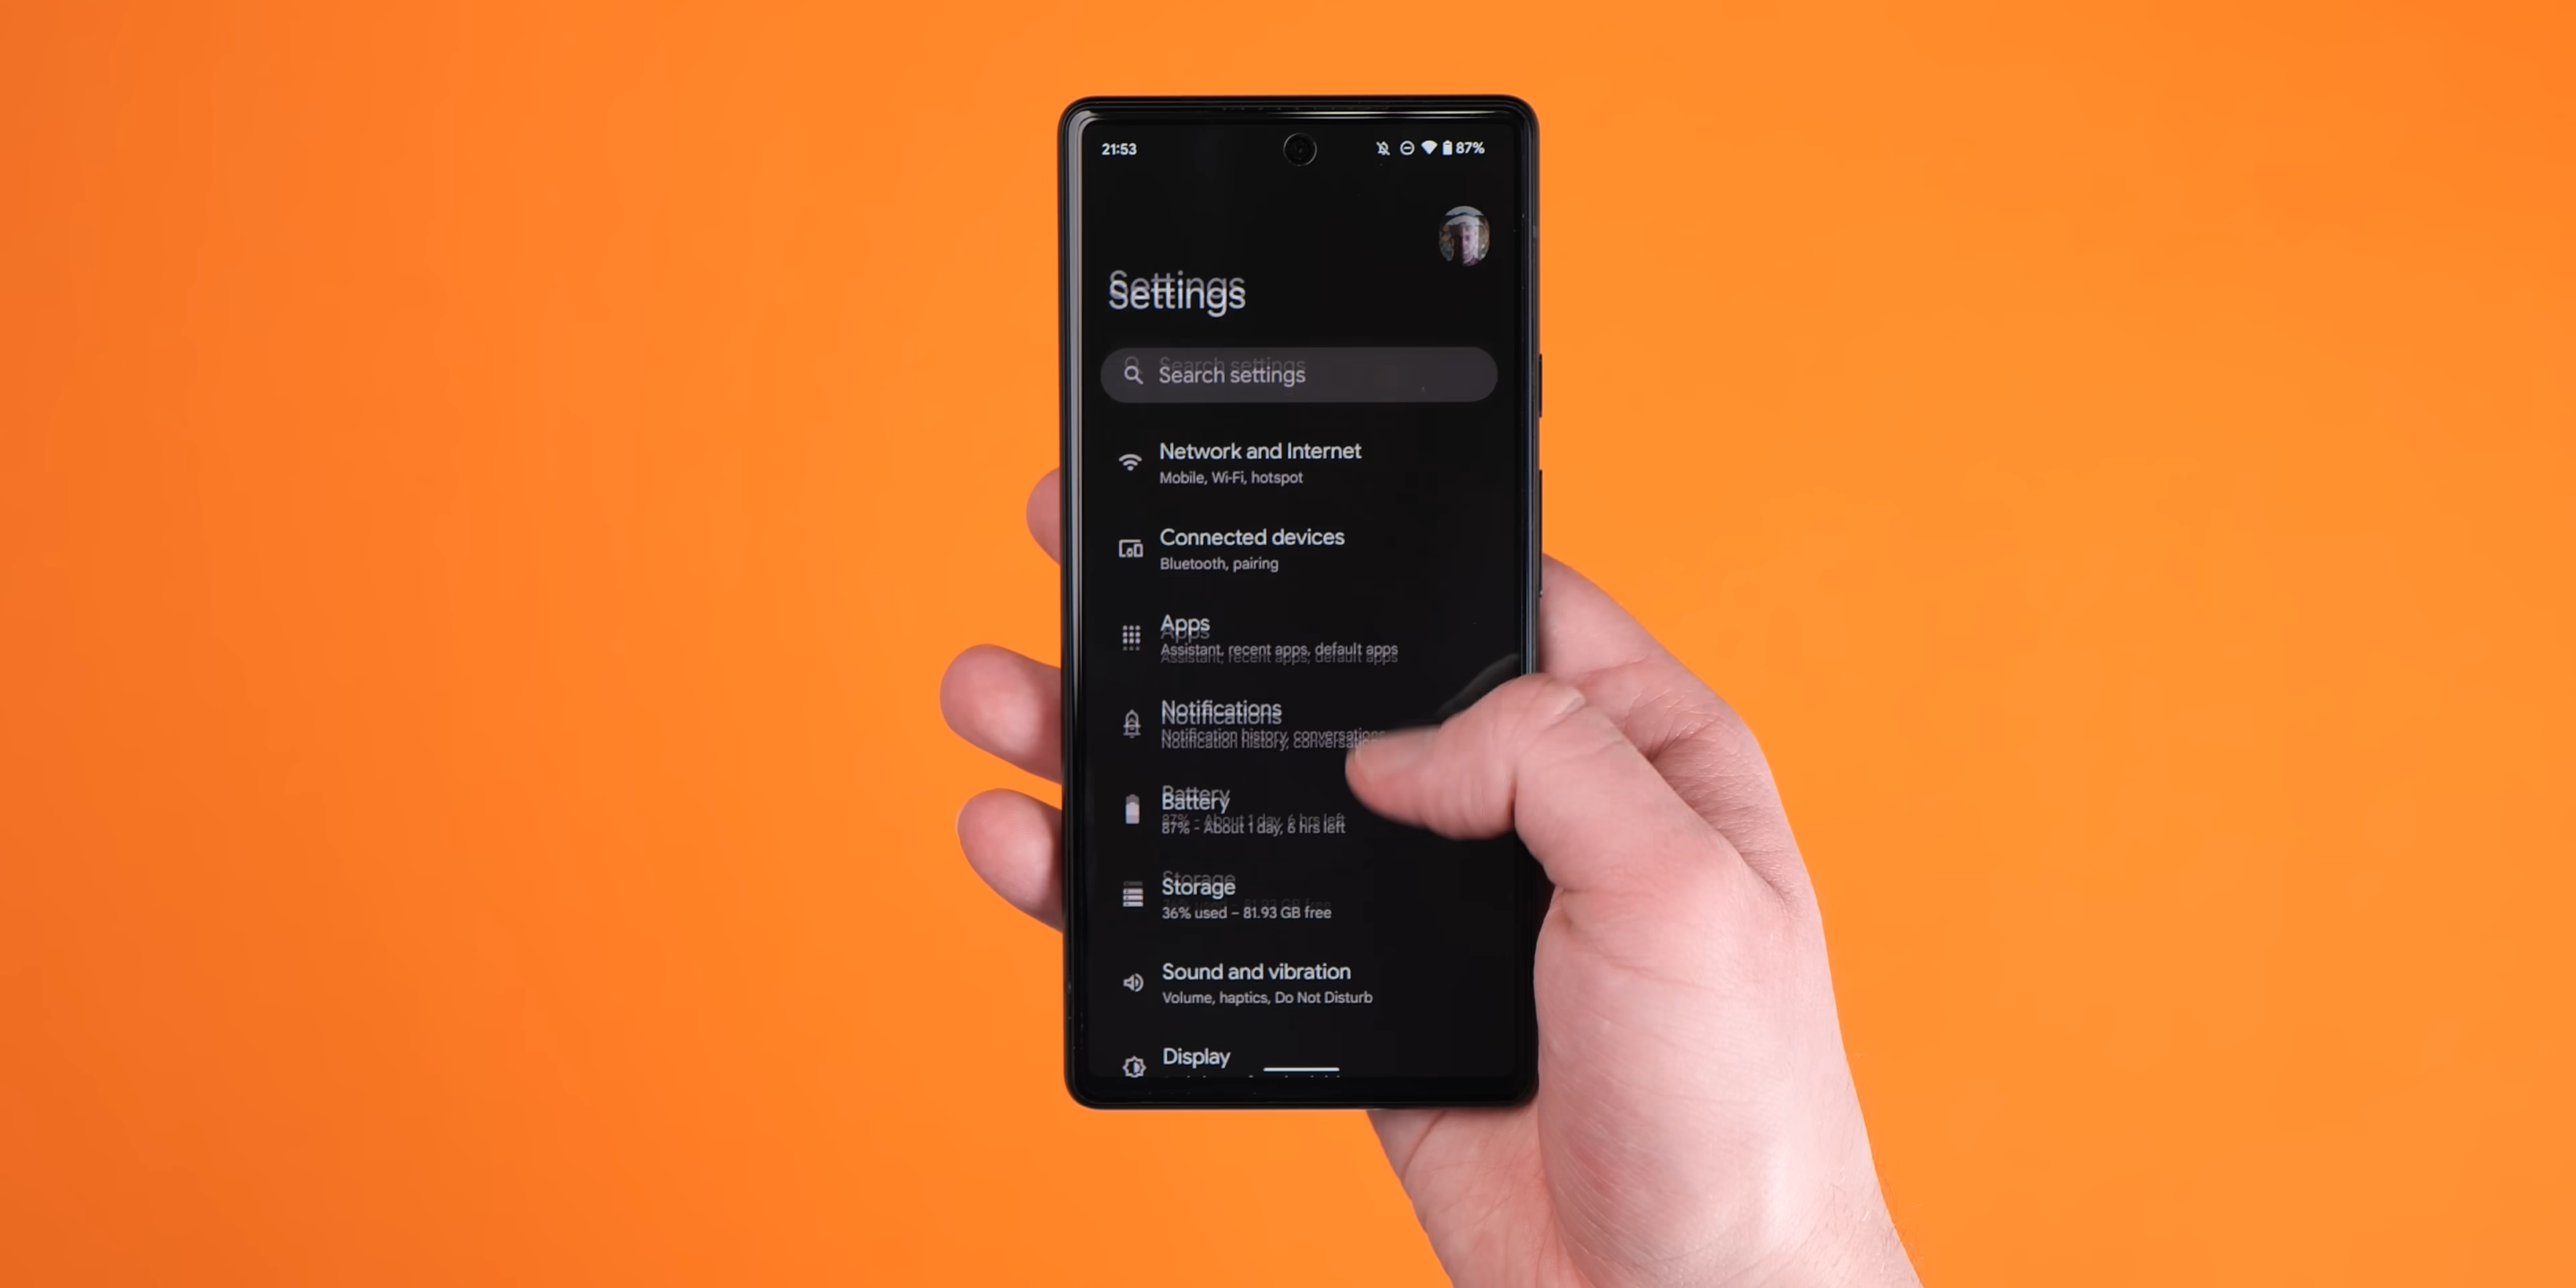 21:53
87%
Settings
Search settings
Network and Internet
Mobile, Wi-Fi, hotspot
Connected devices
Bluetooth, pairing
Apps
Assistant, recent apps, default apps
Notifications
Notification history, conversations
Battery
87% - About 1 day, 6 hrs left
Storage
36% used – 81.93 GB free
Sound and vibration
Volume, haptics, Do Not Disturb
Display